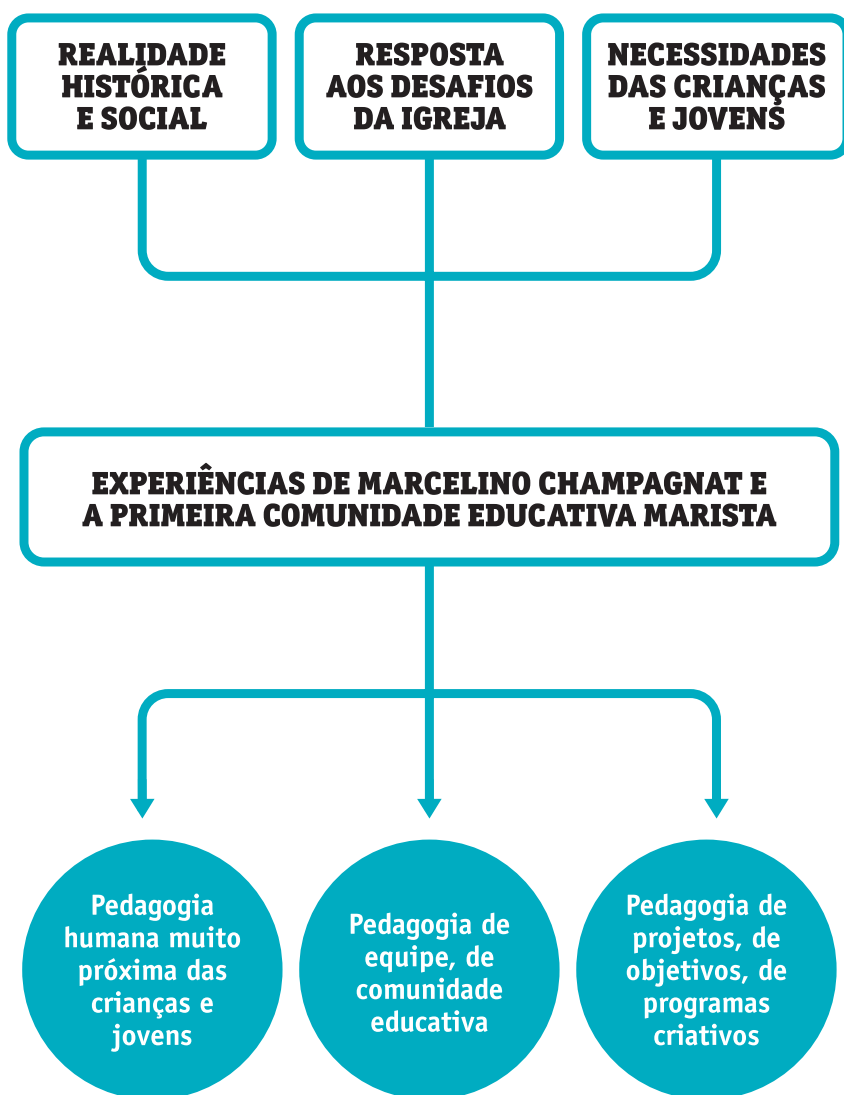 REALIDADE
HISTÓRICA
E SOCIAL
RESPOSTA
AOS DESAFIOS
DA IGREJA
NECESSIDADES
DAS CRIANÇAS
E JOVENS
EXPERIÊNCIAS DE MARCELINO CHAMPAGNAT E
A PRIMEIRA COMUNIDADE EDUCATIVA MARISTA
Pedagogia
humana muito
próxima das
crianças e
jovens
Pedagogia de
equipe, de
comunidade
educativa
Pedagogia de
projetos, de
objetivos, de
programas
criativos